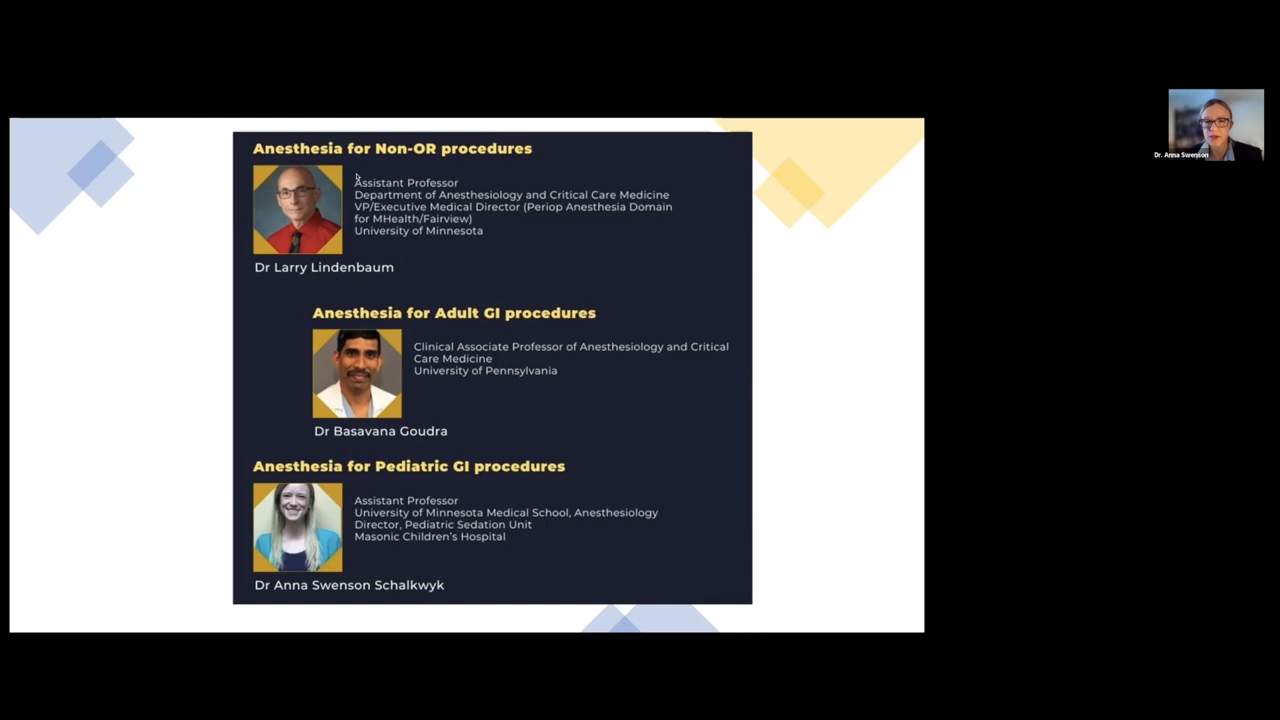 Anesthesia for Non-OR procedures
Assistant Professor
Department of Anesthesiology and Critical Care Medicine
VP/Executive Medical Director (Periop Anesthesia Domain
for MHealth/Fairview)
University of Minnesota
Dr Larry Lindenbaum
Anesthesia for Adult GI procedures
Clinical Associate Professor of Anesthesiology and Critical
Care Medicine
University of Pennsylvania
Dr Basavana Goudra
Anesthesia for Pediatric GI procedures
Assistant Professor
University of Minnesota Medical School, Anesthesiology
Director, Pediatric Sedation Unit
Masonic Children's Hospital
Dr Anna Swenson Schalkwyk
Dr. Anna Swenson